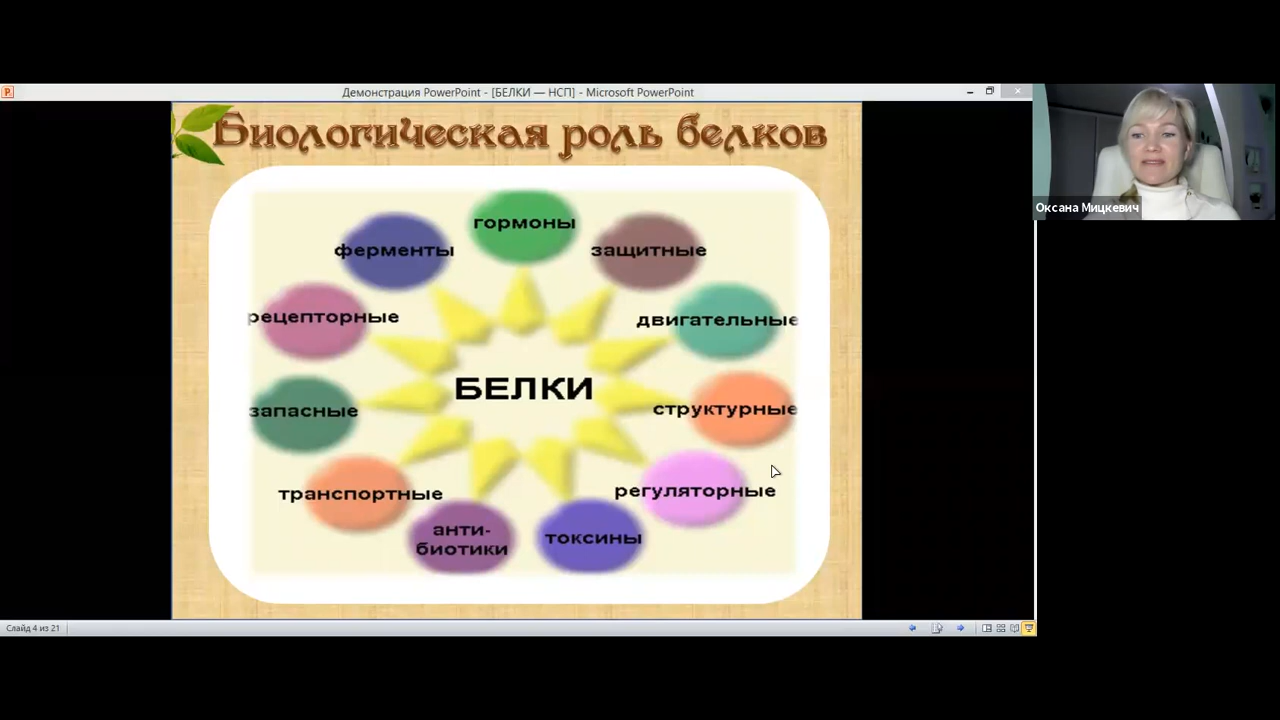 Демонстрация PowerPoint - [БЕЛКИ — НСП] - Microsoft PowerPoint
Биологическая роль белков
гормоны
ферменты
защитные
рецепторные
двигательные
БЕЛКИ
запасные
структурные
транспортные
регуляторные
анти-
биотики
токсины
Оксана Мицкевич
Слайд 4 из 21